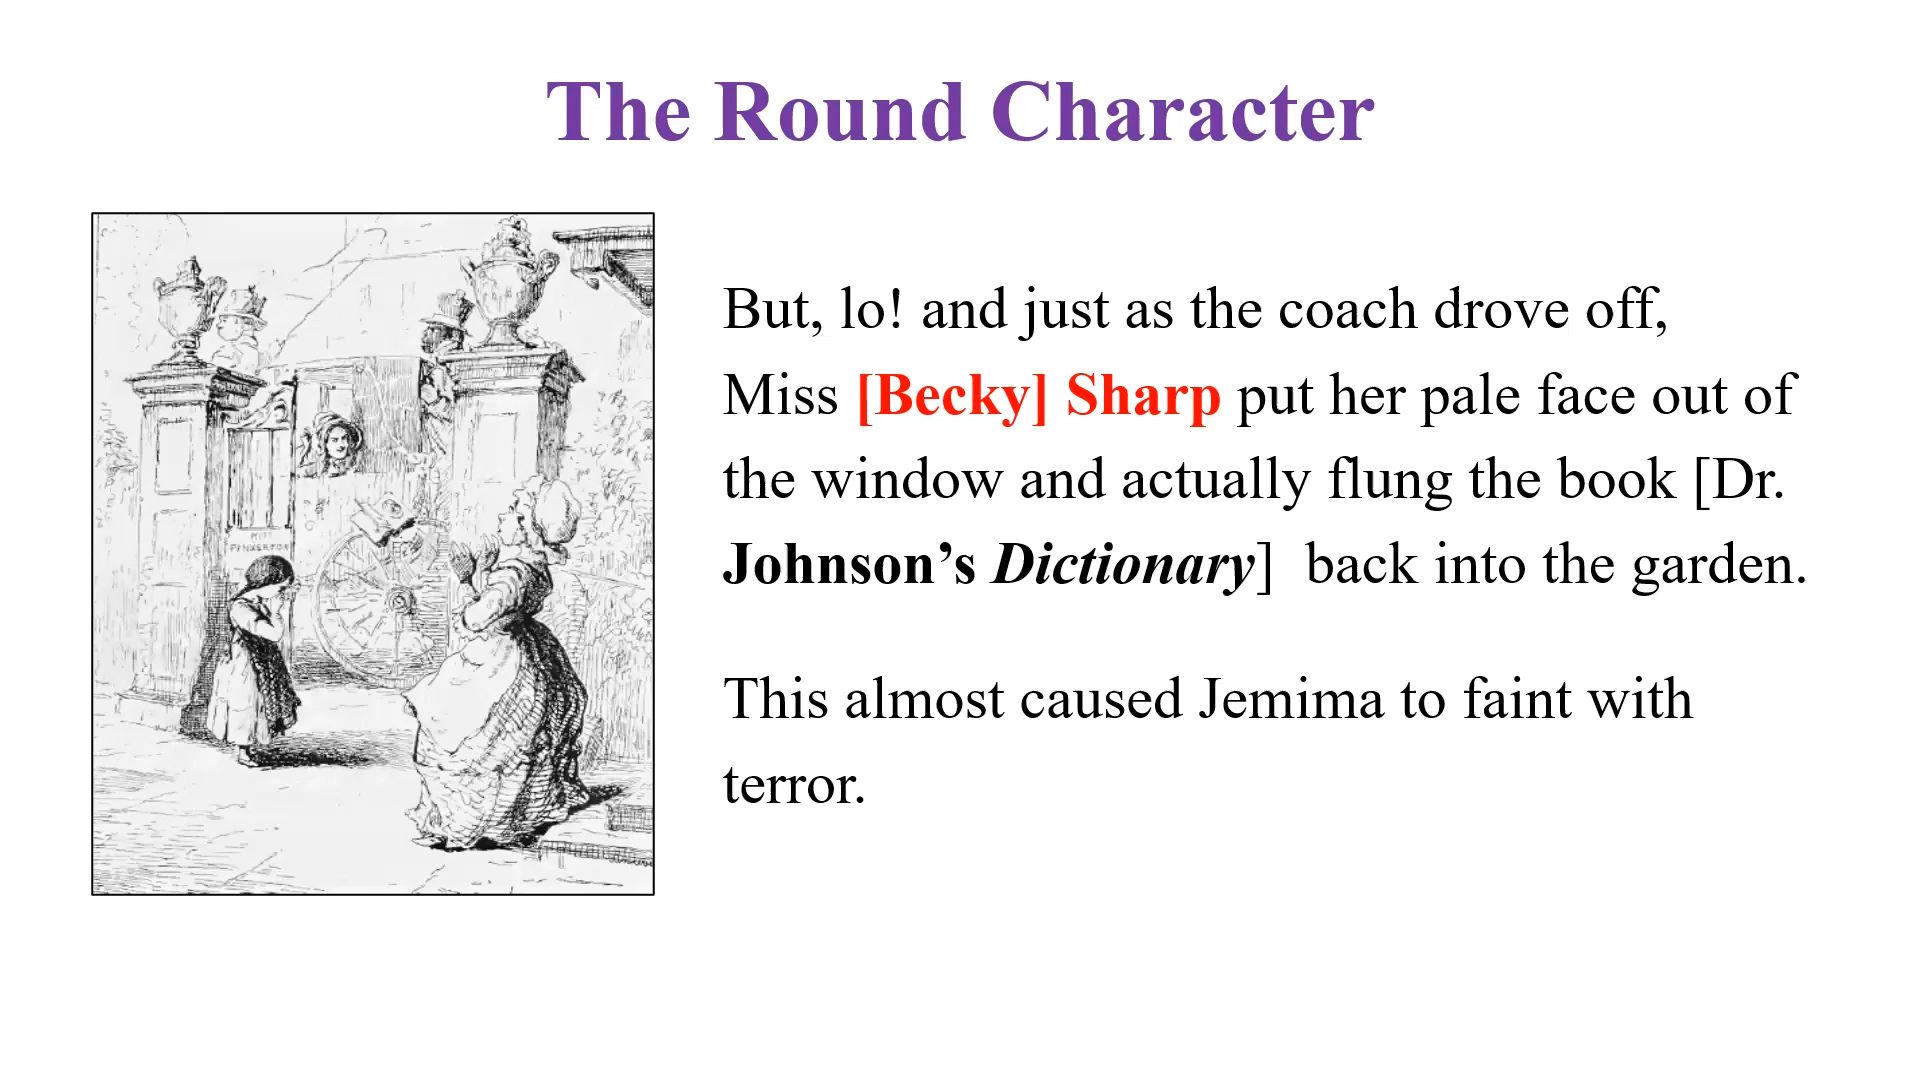 The Round Character
But, lo! and just as the coach drove off,
Miss [Becky] Sharp put her pale face out of
the window and actually flung the book [Dr.
Johnson’s Dictionary]  back into the garden.
This almost caused Jemima to faint with
terror.
MISS
PINKERTON